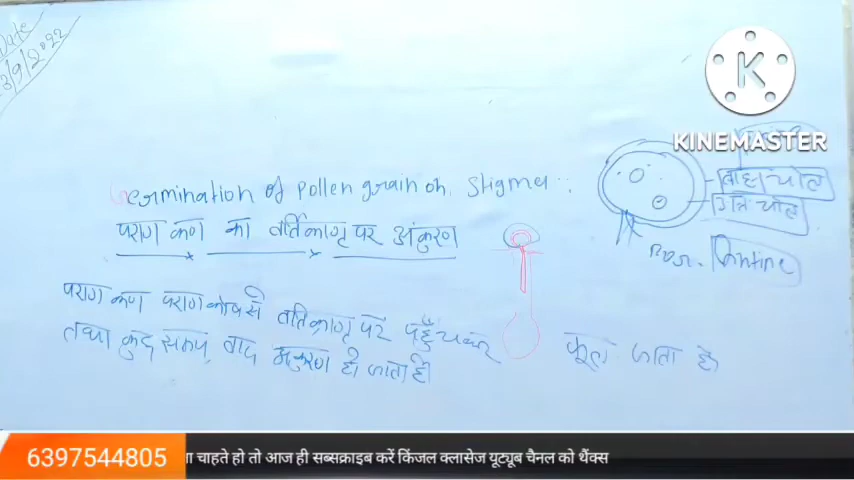 Date
3/9/2022
KINEMASTER
Germination of Pollen grain on. Stigma :.
पराग कण का वर्तिकाग्र पर अंकुरण
बाह्य चोल
अन्तः चोल
Intine
पराग कण परागकोष से वर्तिकाग्र पर पहुँचकर फूल जाता है
तथा कुछ समय बाद अंकुरण हो जाता है
6397544805
ा चाहते हो तो आज ही सब्सक्राइब करें किंजल क्लासेज यूट्यूब चैनल को थैंक्स